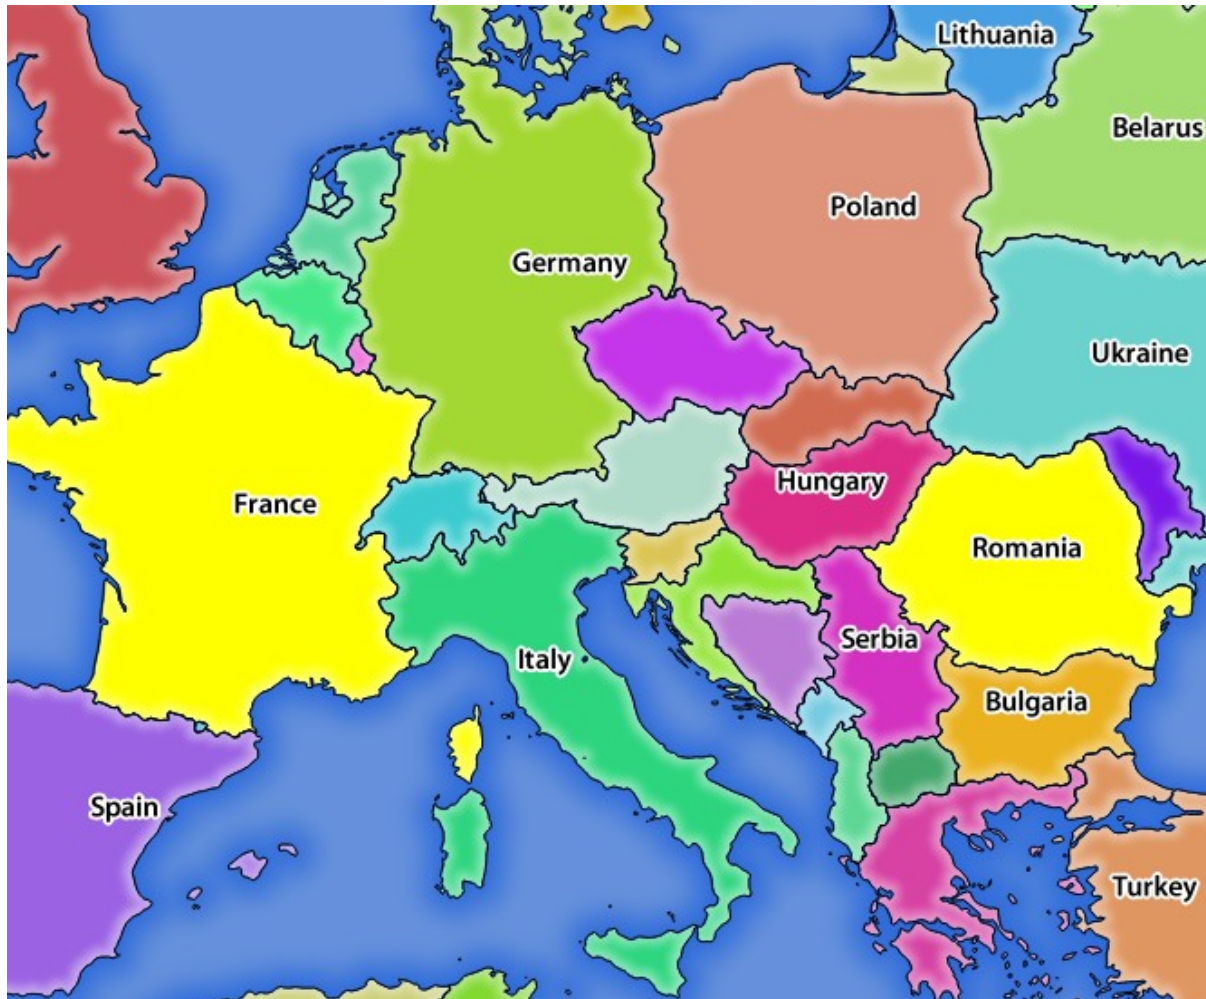 Lithuania
Belarus
Poland
Germany
Ukraine
Hungary
France
Romania
Serbia
Italy
Bulgaria
Spain
Turkey